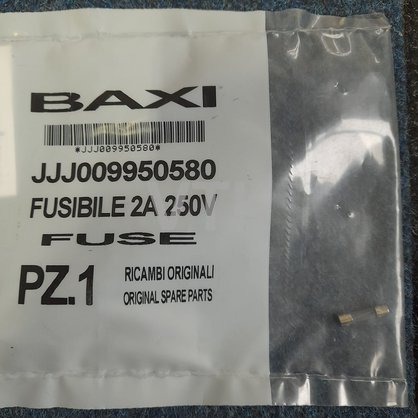 BAXI
*JJJ009950580*
JJJ009950580
FUSIBILE 2A 250V
FUSE
PZ.1
RICAMBI ORIGINALI
ORIGINAL SPARE PARTS